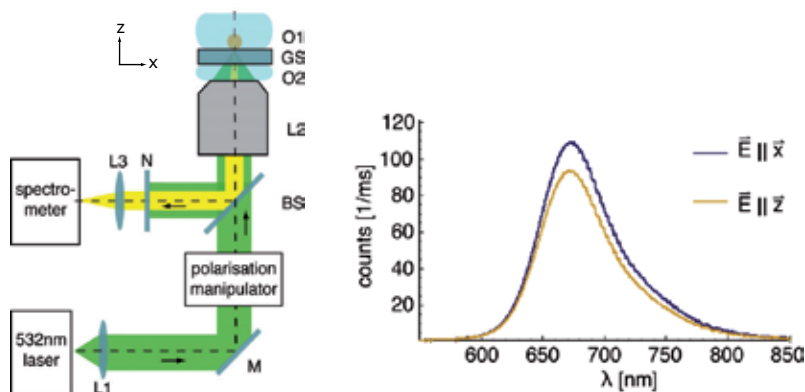 z
x
O1
GS
O2
L2
L3 N
spectro-
meter
BS
polarisation
manipulator
532nm
laser
M
L1
120
100
80
60
40
20
counts [1/ms]
600 650 700 750 800 850
λ [nm]
E⃗ || x⃗
E⃗ || z⃗